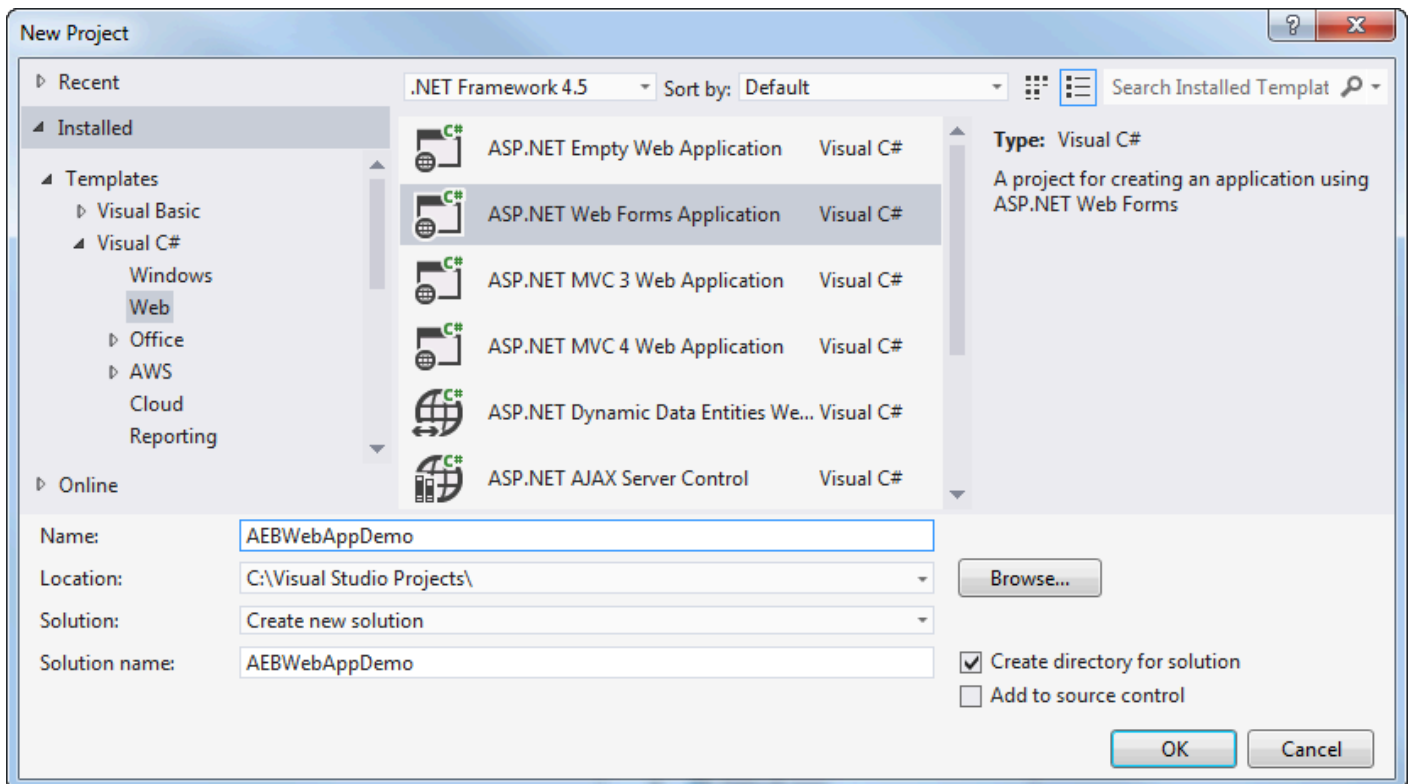 New Project
Recent
Installed
Templates
Visual Basic
Visual C#
Windows
Web
Office
AWS
Cloud
Reporting
Online
.NET Framework 4.5 Sort by: Default
Search Installed Templat
C# ASP.NET Empty Web Application Visual C#
C# ASP.NET Web Forms Application Visual C#
C# ASP.NET MVC 3 Web Application Visual C#
C# ASP.NET MVC 4 Web Application Visual C#
C# ASP.NET Dynamic Data Entities We... Visual C#
C# ASP.NET AJAX Server Control Visual C#
Type: Visual C#
A project for creating an application using
ASP.NET Web Forms
Name: AEBWebAppDemo
Location: C:\Visual Studio Projects\ Browse...
Solution: Create new solution
Solution name: AEBWebAppDemo
Create directory for solution
Add to source control
OK Cancel